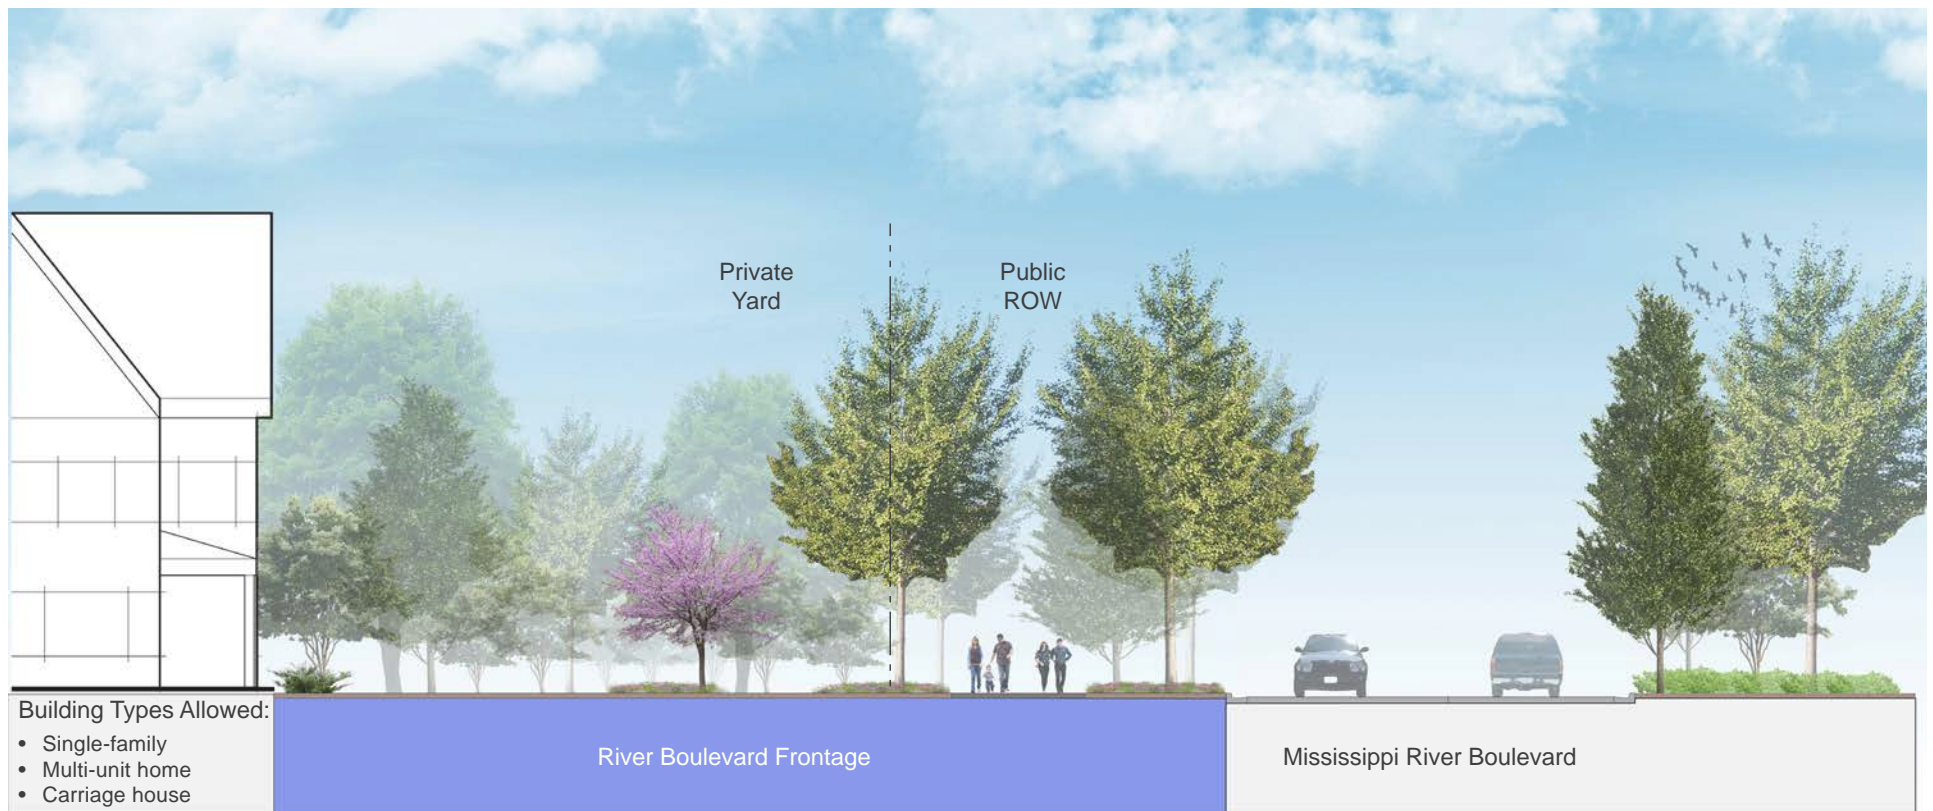 Private
Yard
Public
ROW
Building Types Allowed:
• Single-family
• Multi-unit home
• Carriage house
River Boulevard Frontage
Mississippi River Boulevard